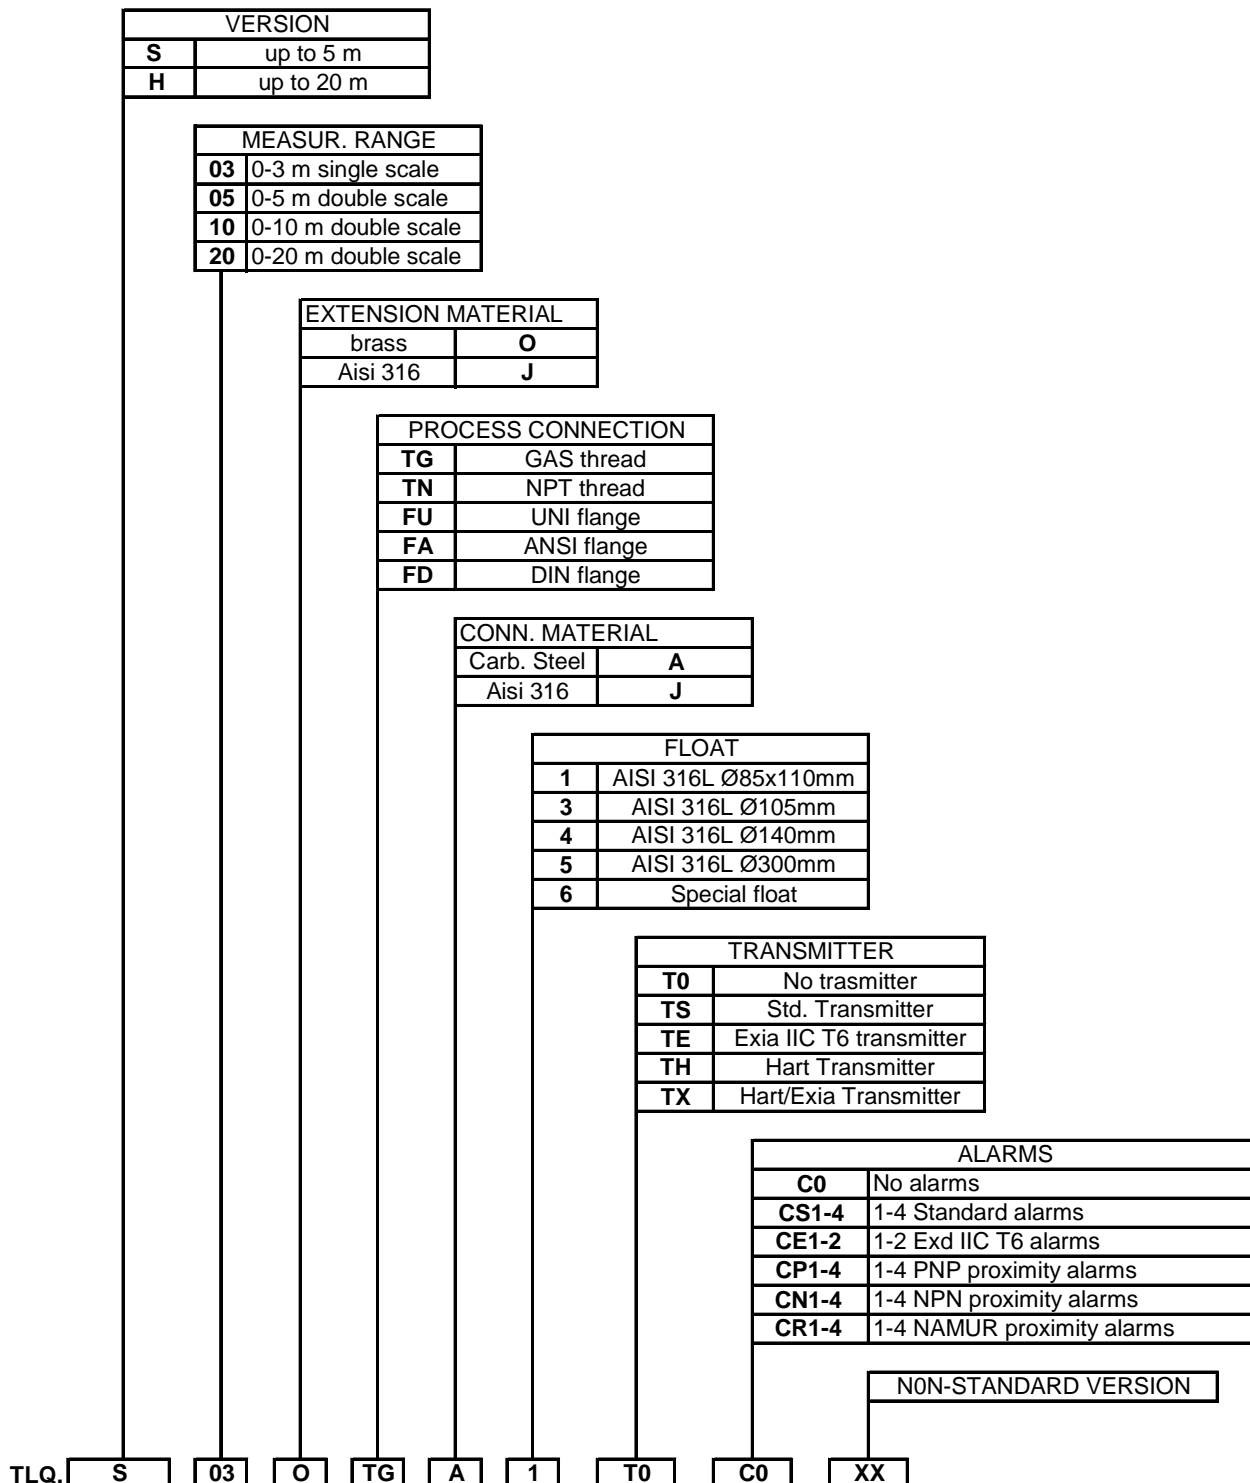 VERSION
S up to 5 m
H up to 20 m
MEASUR. RANGE
03 0-3 m single scale
05 0-5 m double scale
10 0-10 m double scale
20 0-20 m double scale
EXTENSION MATERIAL
brass O
Aisi 316 J
PROCESS CONNECTION
TG GAS thread
TN NPT thread
FU UNI flange
FA ANSI flange
FD DIN flange
CONN. MATERIAL
Carb. Steel A
Aisi 316 J
FLOAT
1 AISI 316L Ø85x110mm
3 AISI 316L Ø105mm
4 AISI 316L Ø140mm
5 AISI 316L Ø300mm
6 Special float
TRANSMITTER
T0 No trasmitter
TS Std. Transmitter
TE Exia IIC T6 transmitter
TH Hart Transmitter
TX Hart/Exia Transmitter
ALARMS
C0 No alarms
CS1-4 1-4 Standard alarms
CE1-2 1-2 Exd IIC T6 alarms
CP1-4 1-4 PNP proximity alarms
CN1-4 1-4 NPN proximity alarms
CR1-4 1-4 NAMUR proximity alarms
N0N-STANDARD VERSION
TLQ. S 03 O TG A 1 T0 C0 XX